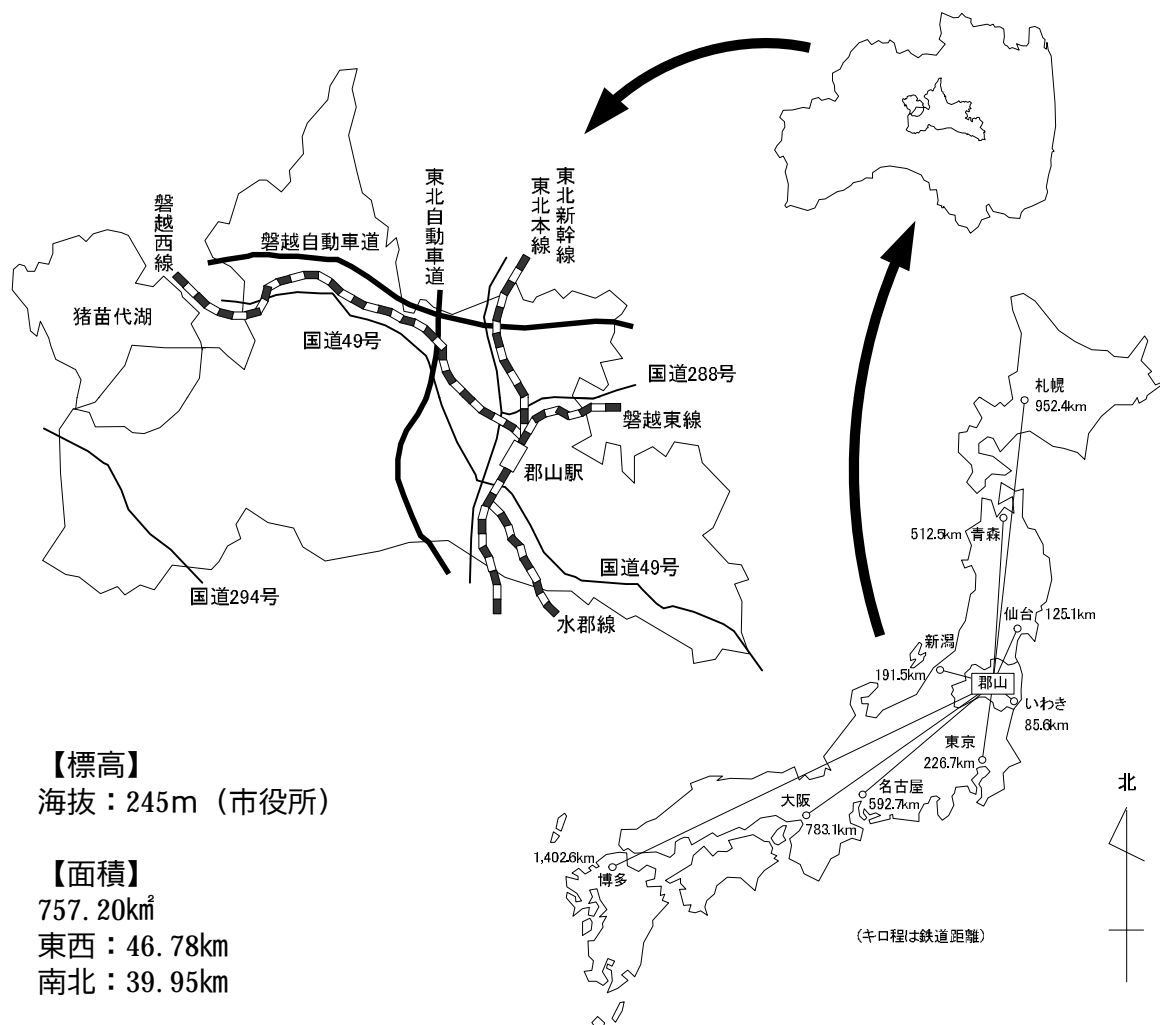 東北新幹線
東北本線
東北自動車道
磐越西線
磐越自動車道
猪苗代湖
国道49号
国道288号
磐越東線
郡山駅
国道49号
国道294号
水郡線
札幌
952.4km
512.5km 青森
仙台 125.1km
新潟
191.5km
郡山
いわき
85.6km
東京
226.7km
名古屋
592.7km
大阪
783.1km
1,402.6km
博多
北
(キロ程は鉄道距離)
【標高】
海抜:245m(市役所)
【面積】
757.20k㎡
東西:46.78km
南北:39.95km